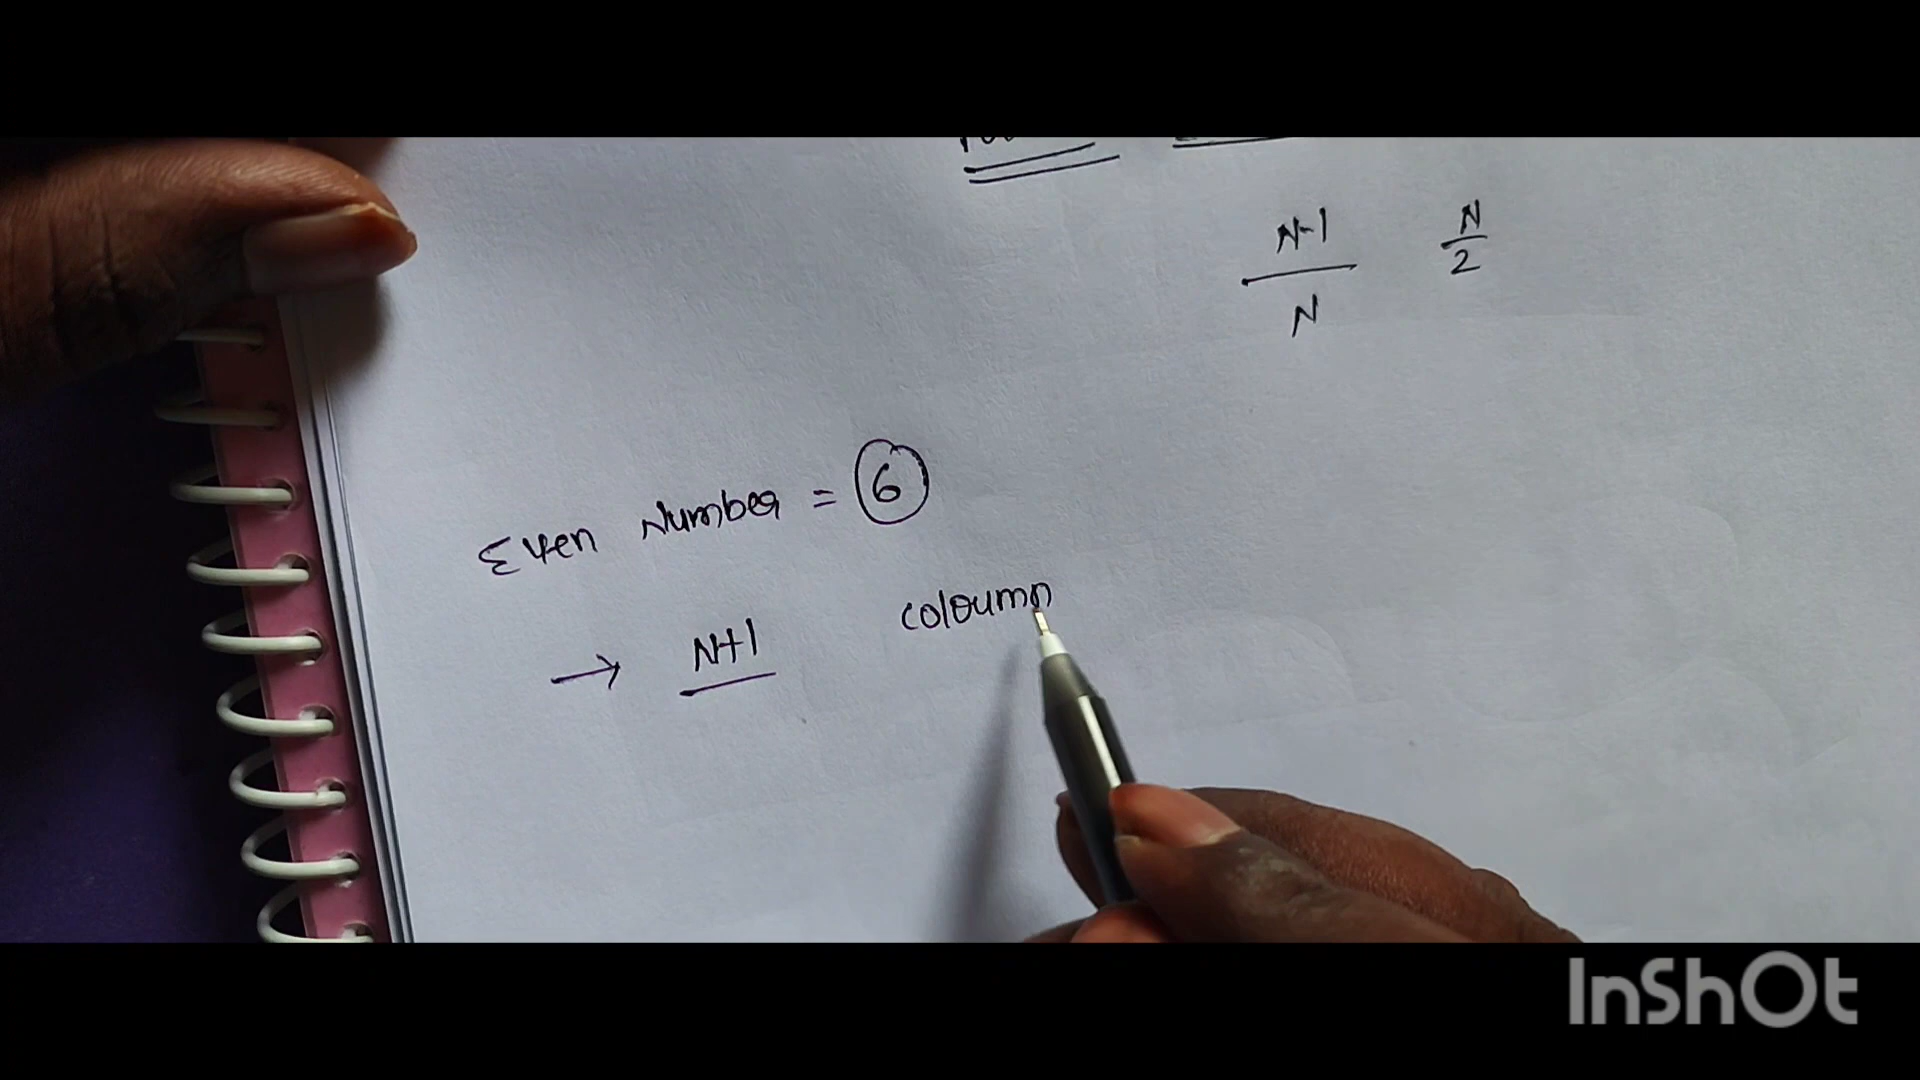 N-1 N
N 2
Even Number = 6
→ N+1 coloumn
InShOt